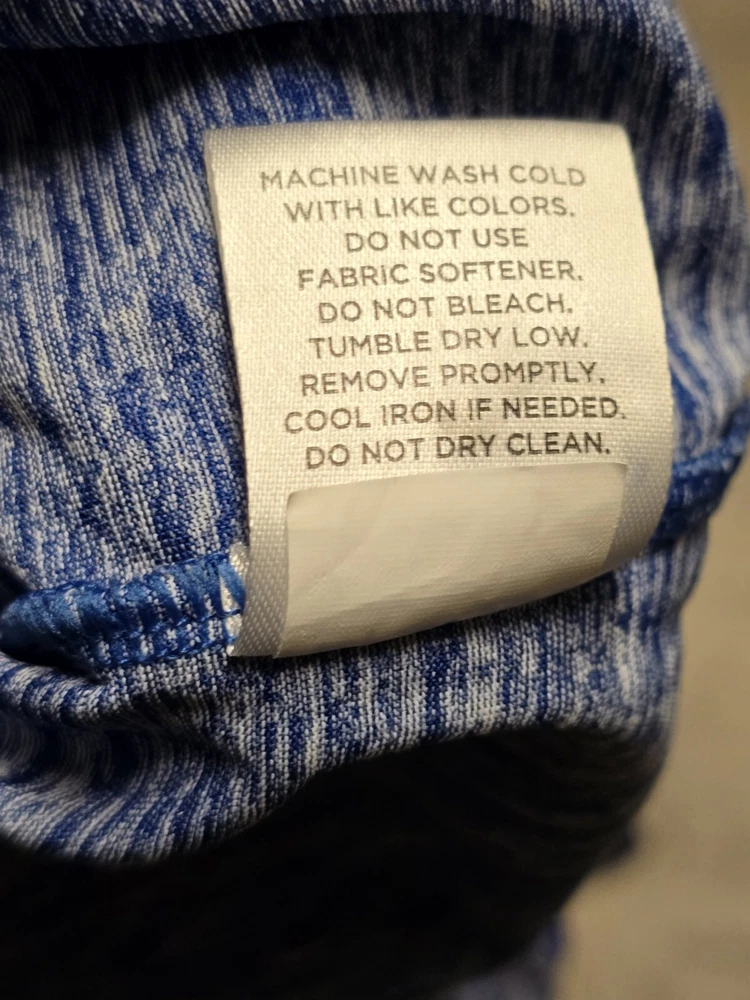 MACHINE WASH COLD
WITH LIKE COLORS.
DO NOT USE
FABRIC SOFTENER.
DO NOT BLEACH.
TUMBLE DRY LOW.
REMOVE PROMPTLY.
COOL IRON IF NEEDED.
DO NOT DRY CLEAN.